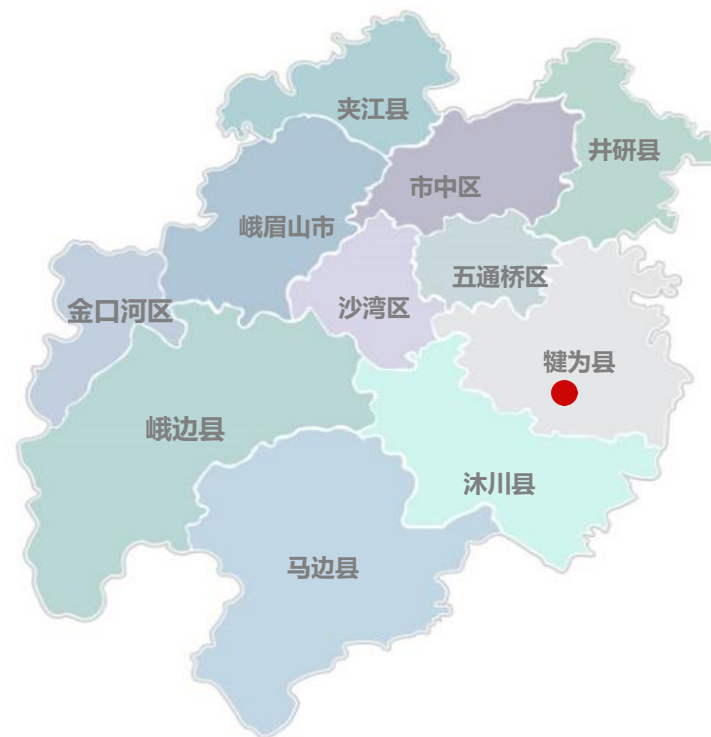 夹江县
井研县
市中区
峨眉山市
五通桥区
金口河区
沙湾区
犍为县
峨边县
沐川县
马边县